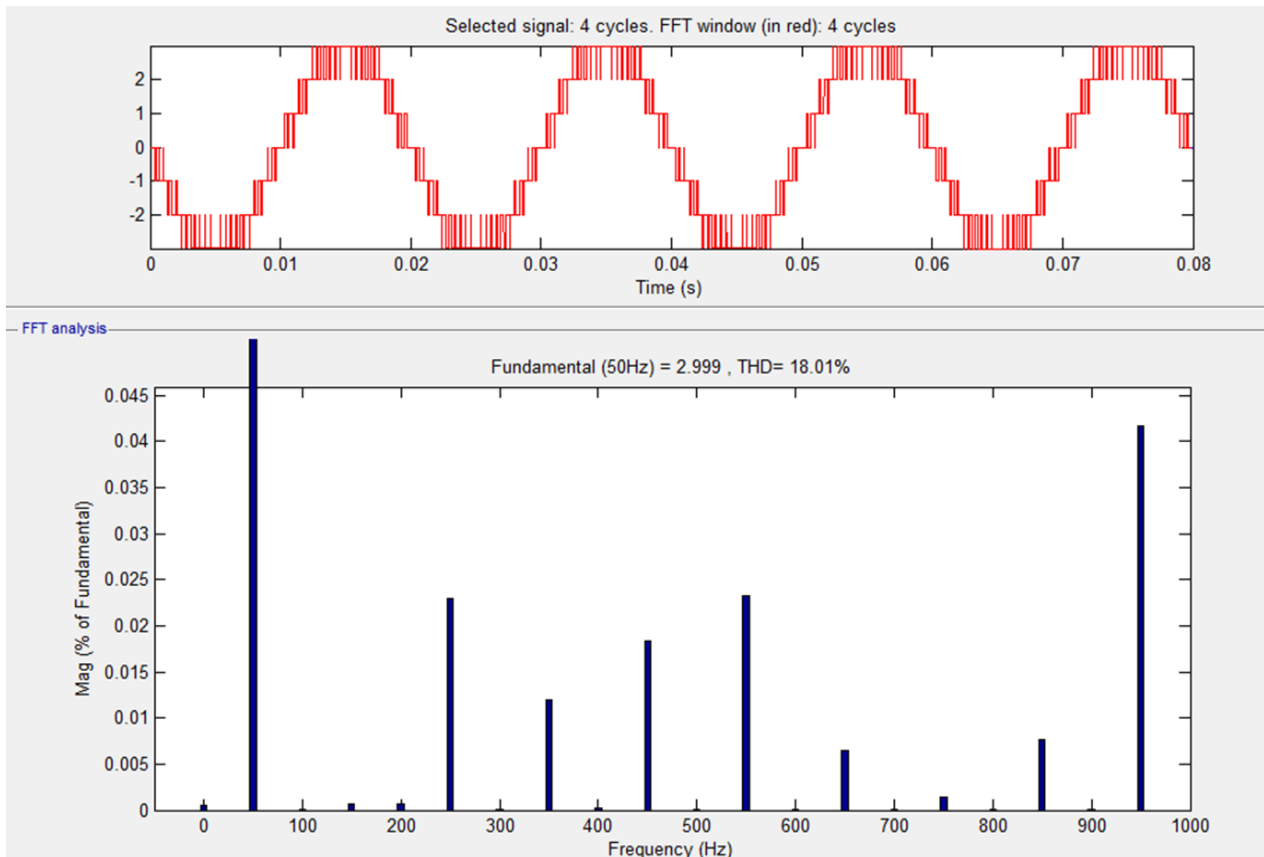 Selected signal: 4 cycles. FFT window (in red): 4 cycles
2
1
0
-1
-2
0 0.01 0.02 0.03 0.04 0.05 0.06 0.07 0.08
Time (s)
FFT analysis
Fundamental (50Hz) = 2.999 , THD= 18.01%
0.045
0.04
0.035
0.03
0.025
0.02
0.015
0.01
0.005
0
Mag (% of Fundamental)
0 100 200 300 400 500 600 700 800 900 1000
Frequency (Hz)